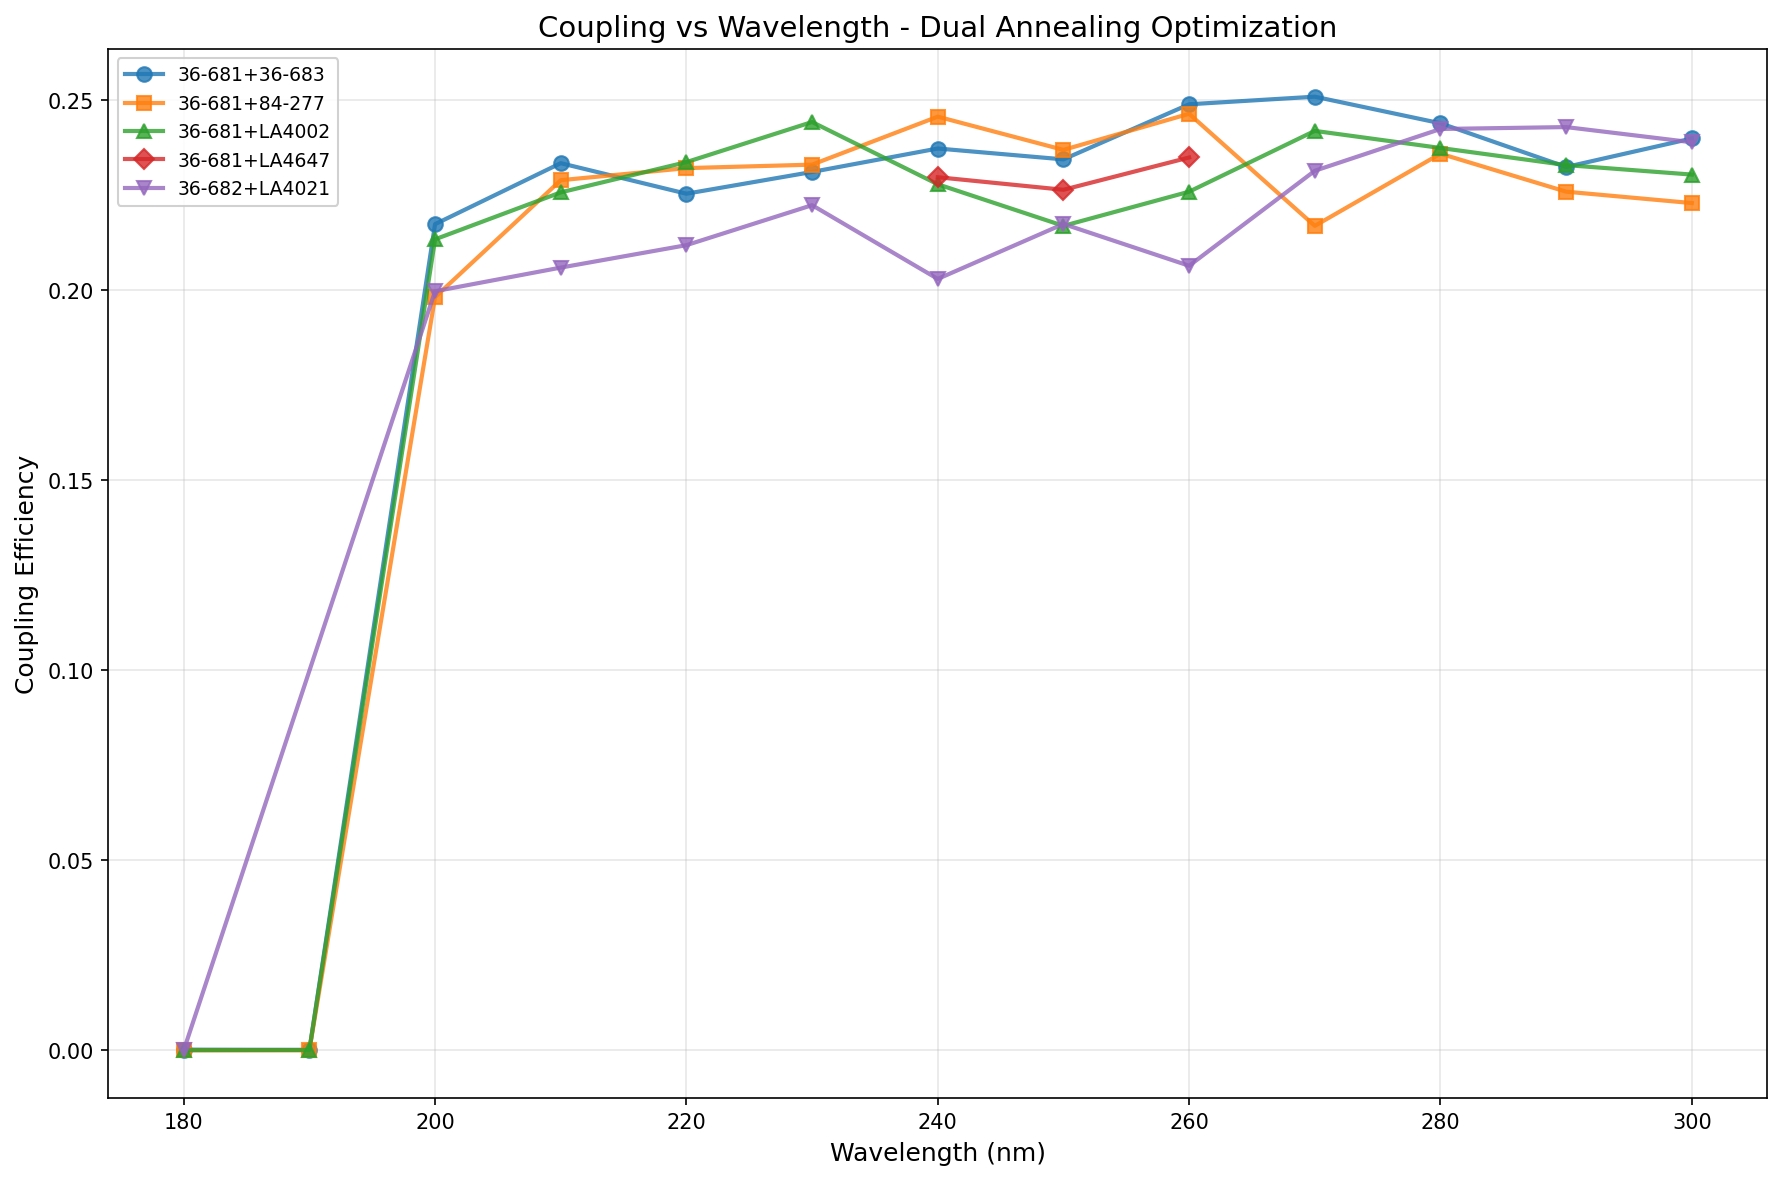 Coupling vs Wavelength - Dual Annealing Optimization
36-681+36-683
36-681+84-277
36-681+LA4002
36-681+LA4647
36-682+LA4021
Coupling Efficiency
0.25
0.20
0.15
0.10
0.05
0.00
180 200 220 240 260 280 300
Wavelength (nm)